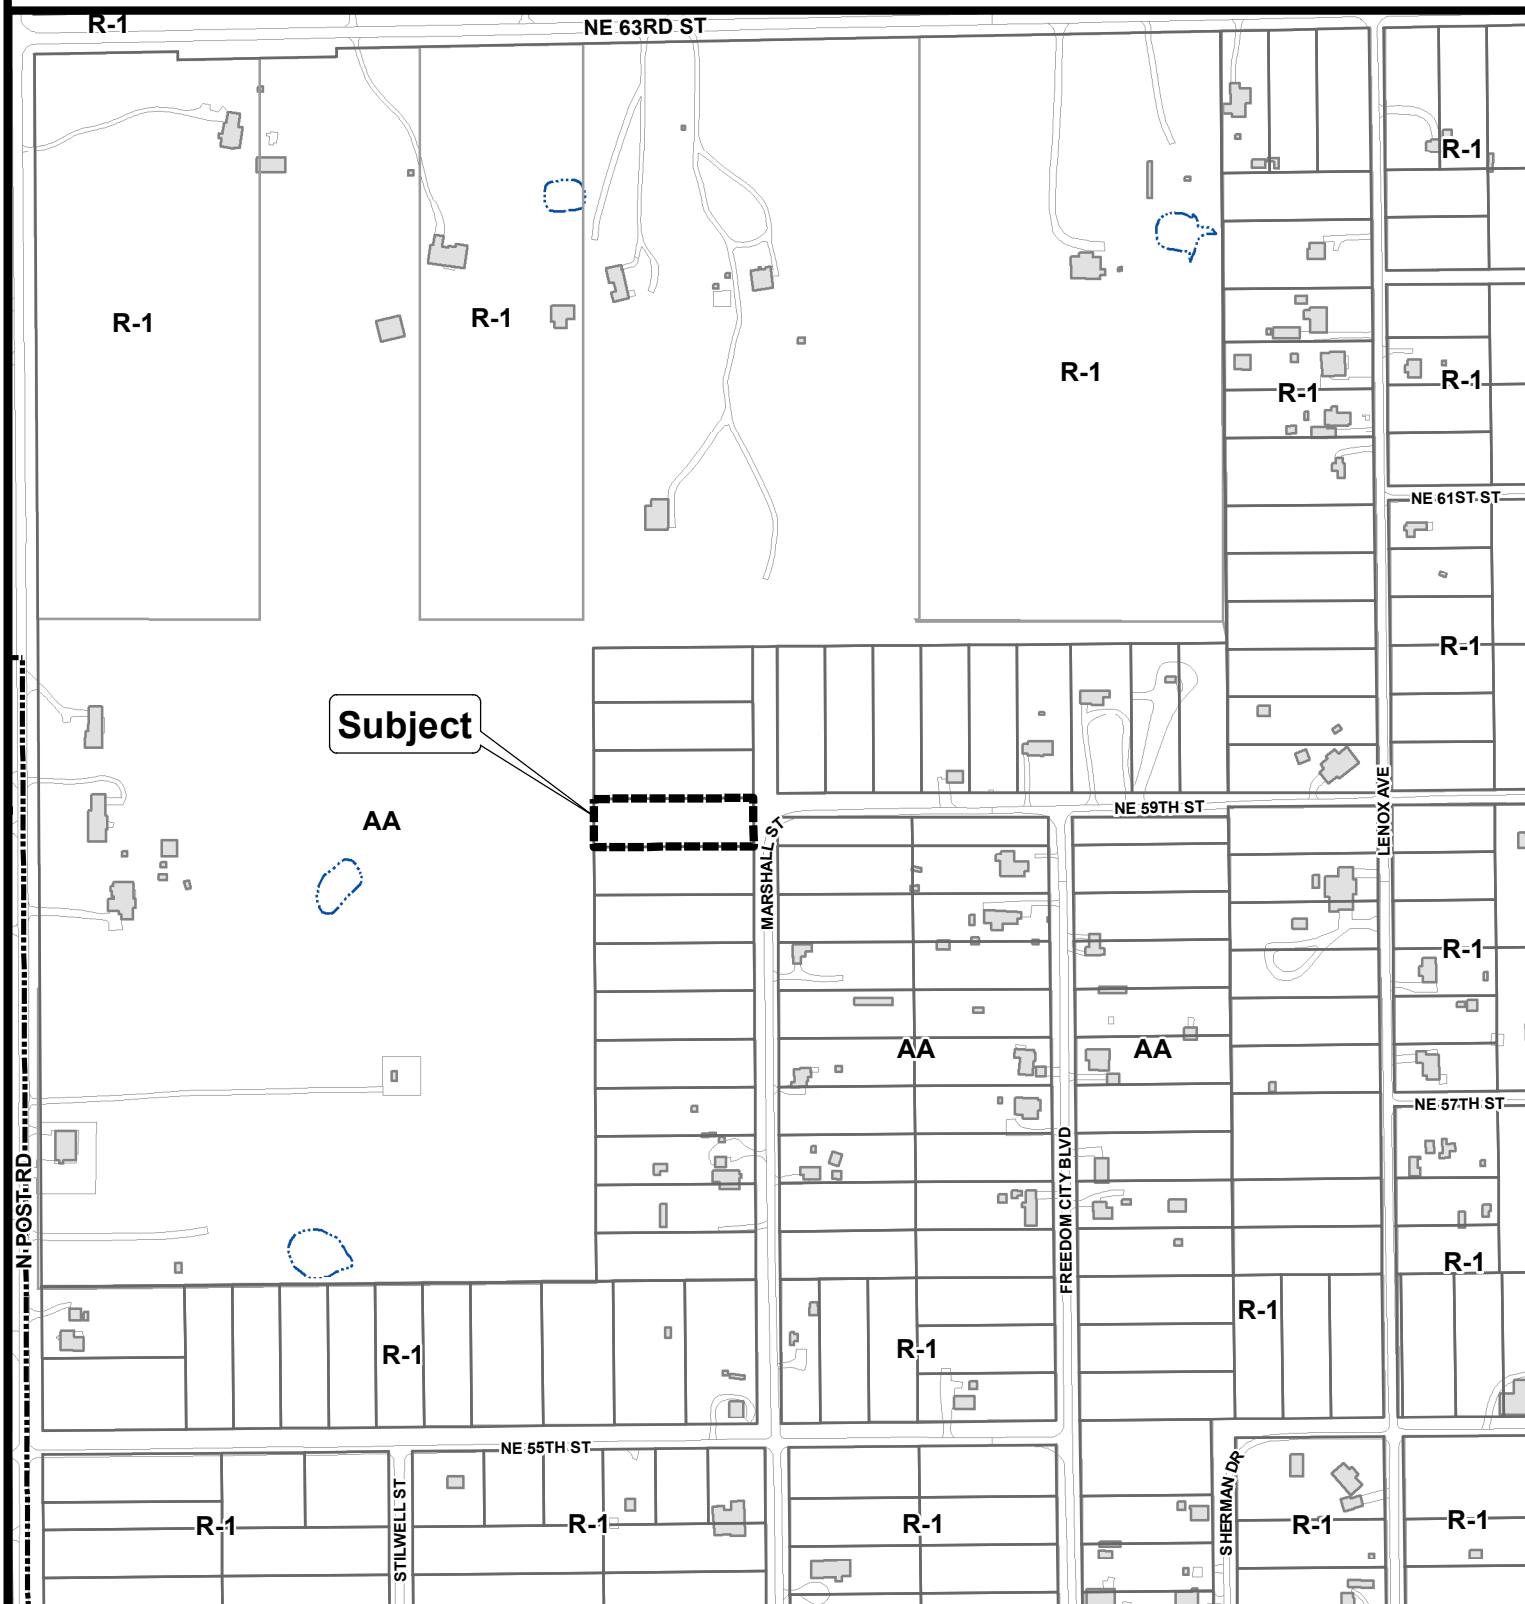 R-1
NE 63RD ST
R-1
R-1
R-1
R-1
R-1
R-1
NE 61ST ST
R-1
Subject
AA
NE 59TH ST
LENOX AVE
MARSHALL ST
R-1
AA
AA
NE 57TH ST
N POST RD
FREEDOM CITY BLVD
R-1
R-1
R-1
R-1
NE 55TH ST
STILWELL ST
SHERMAN DR
R-1
R-1
R-1
R-1
R-1